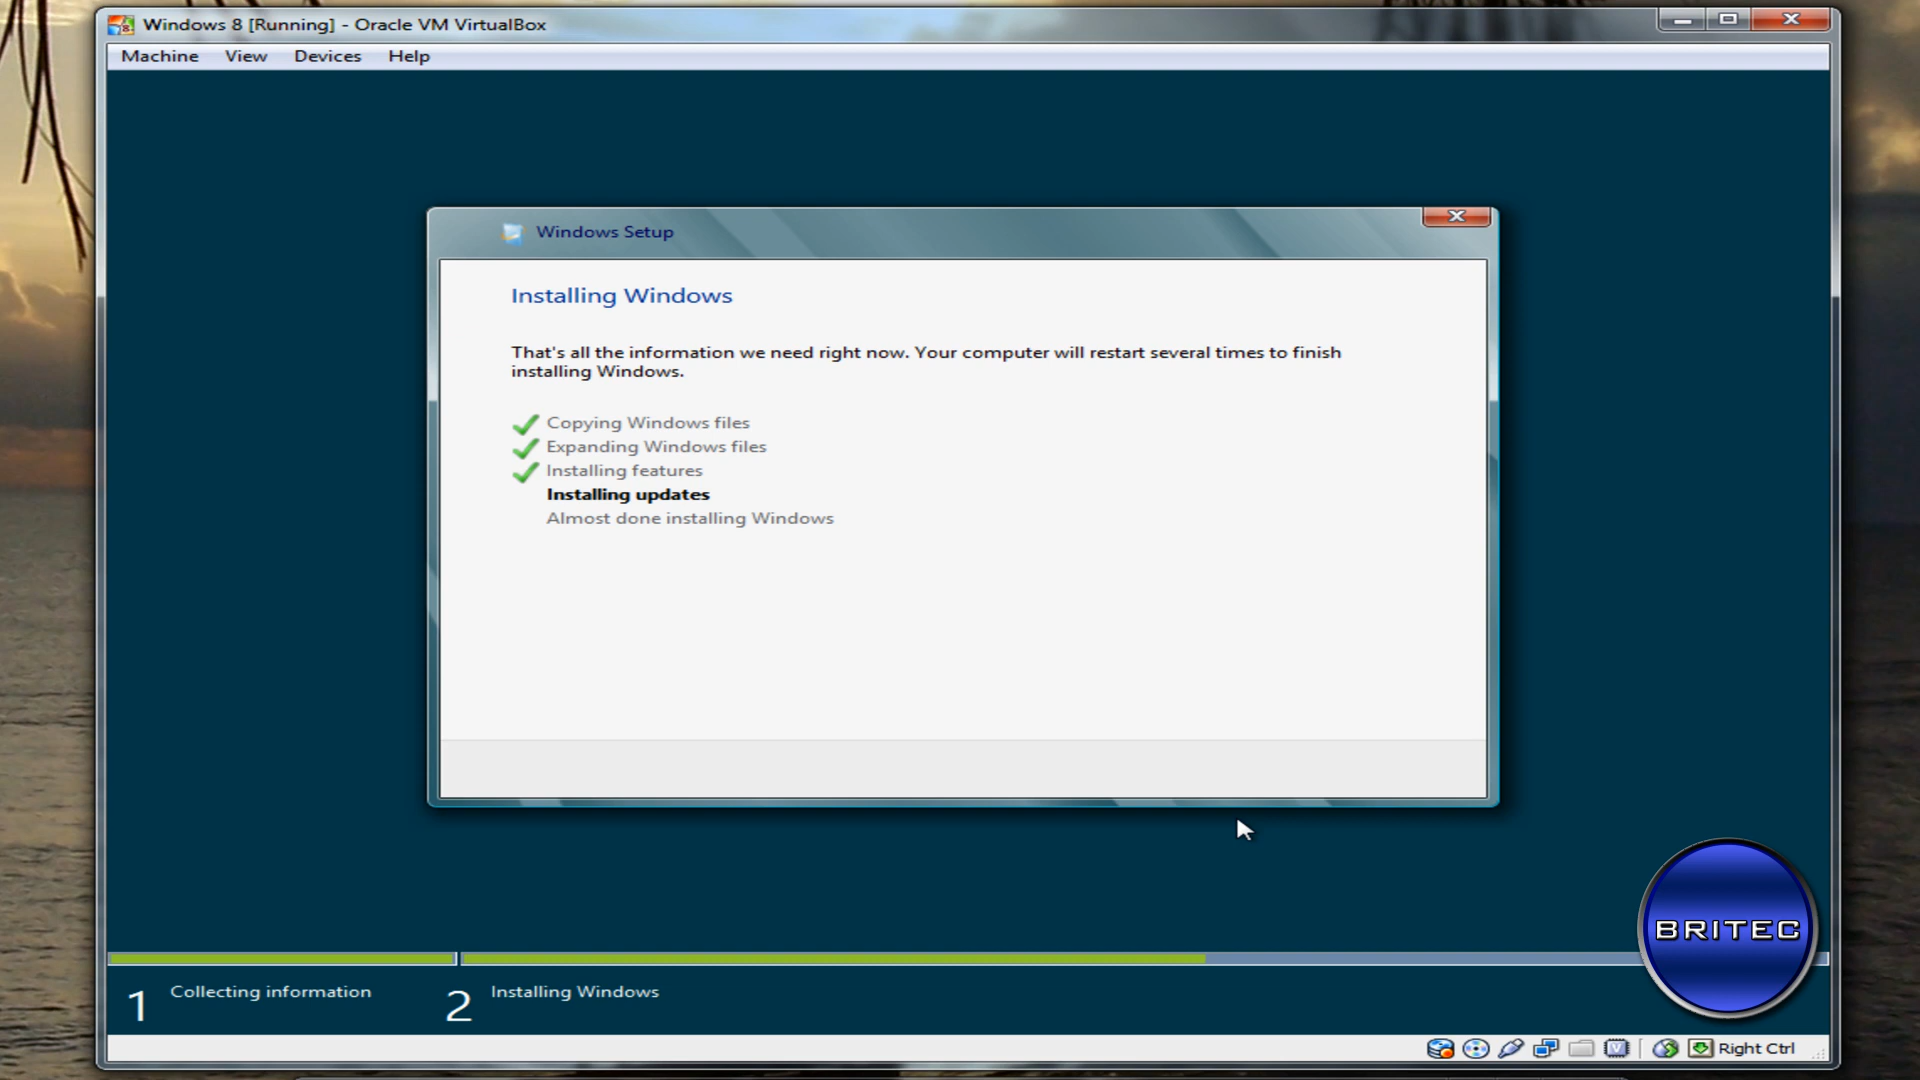 Windows 8 [Running] - Oracle VM VirtualBox
Machine View Devices Help
Windows Setup
Installing Windows
That's all the information we need right now. Your computer will restart several times to finish
installing Windows.
Copying Windows files
Expanding Windows files
Installing features
Installing updates
Almost done installing Windows
BRITEC
1 Collecting information 2 Installing Windows
Right Ctrl